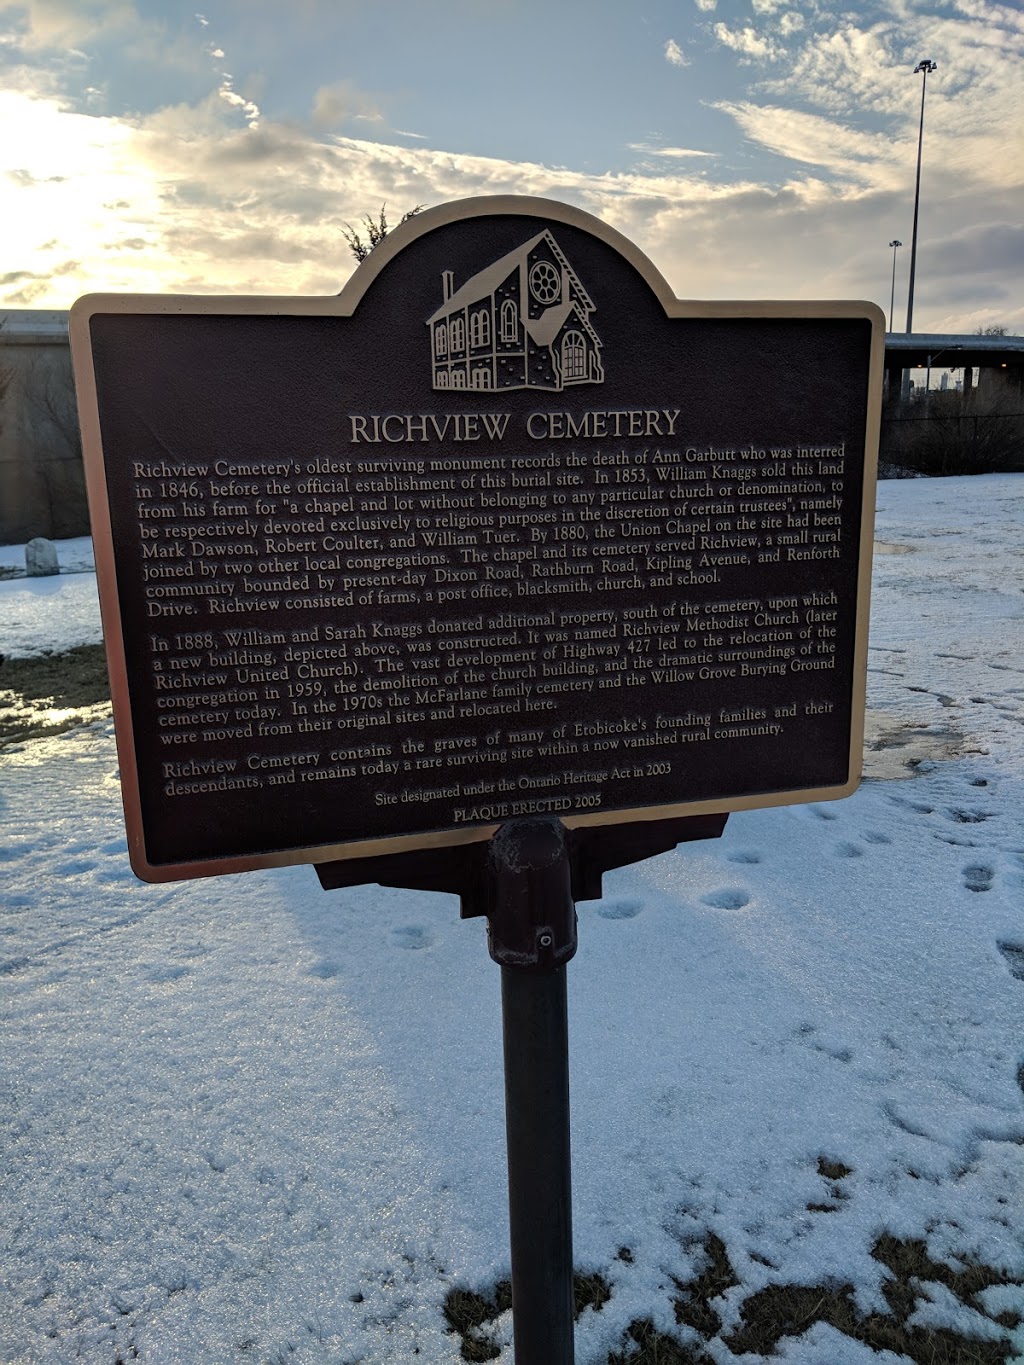 RICHVIEW CEMETERY
Richview Cemetery's oldest surviving monument records the death of Ann Garbutt who was interred
in 1846, before the official establishment of this burial site. In 1853, William Knaggs sold this land
from his farm for "a chapel and lot without belonging to any particular church or denomination, to
be respectively devoted exclusively to religious purposes in the discretion of certain trustees", namely
Mark Dawson, Robert Coulter, and William Tuer. By 1880, the Union Chapel on the site had been
joined by two other local congregations. The chapel and its cemetery served Richview, a small rural
community bounded by present-day Dixon Road, Rathburn Road, Kipling Avenue, and Renforth
Drive. Richview consisted of farms, a post office, blacksmith, church, and school.
In 1888, William and Sarah Knaggs donated additional property, south of the cemetery, upon which
a new building, depicted above, was constructed. It was named Richview Methodist Church (later
Richview United Church). The vast development of Highway 427 led to the relocation of the
congregation in 1959, the demolition of the church building, and the dramatic surroundings of the
cemetery today. In the 1970s the McFarlane family cemetery and the Willow Grove Burying Ground
were moved from their original sites and relocated here.
Richview Cemetery contains the graves of many of Etobicoke's founding families and their
descendants, and remains today a rare surviving site within a now vanished rural community.
Site designated under the Ontario Heritage Act in 2003
PLAQUE ERECTED 2005